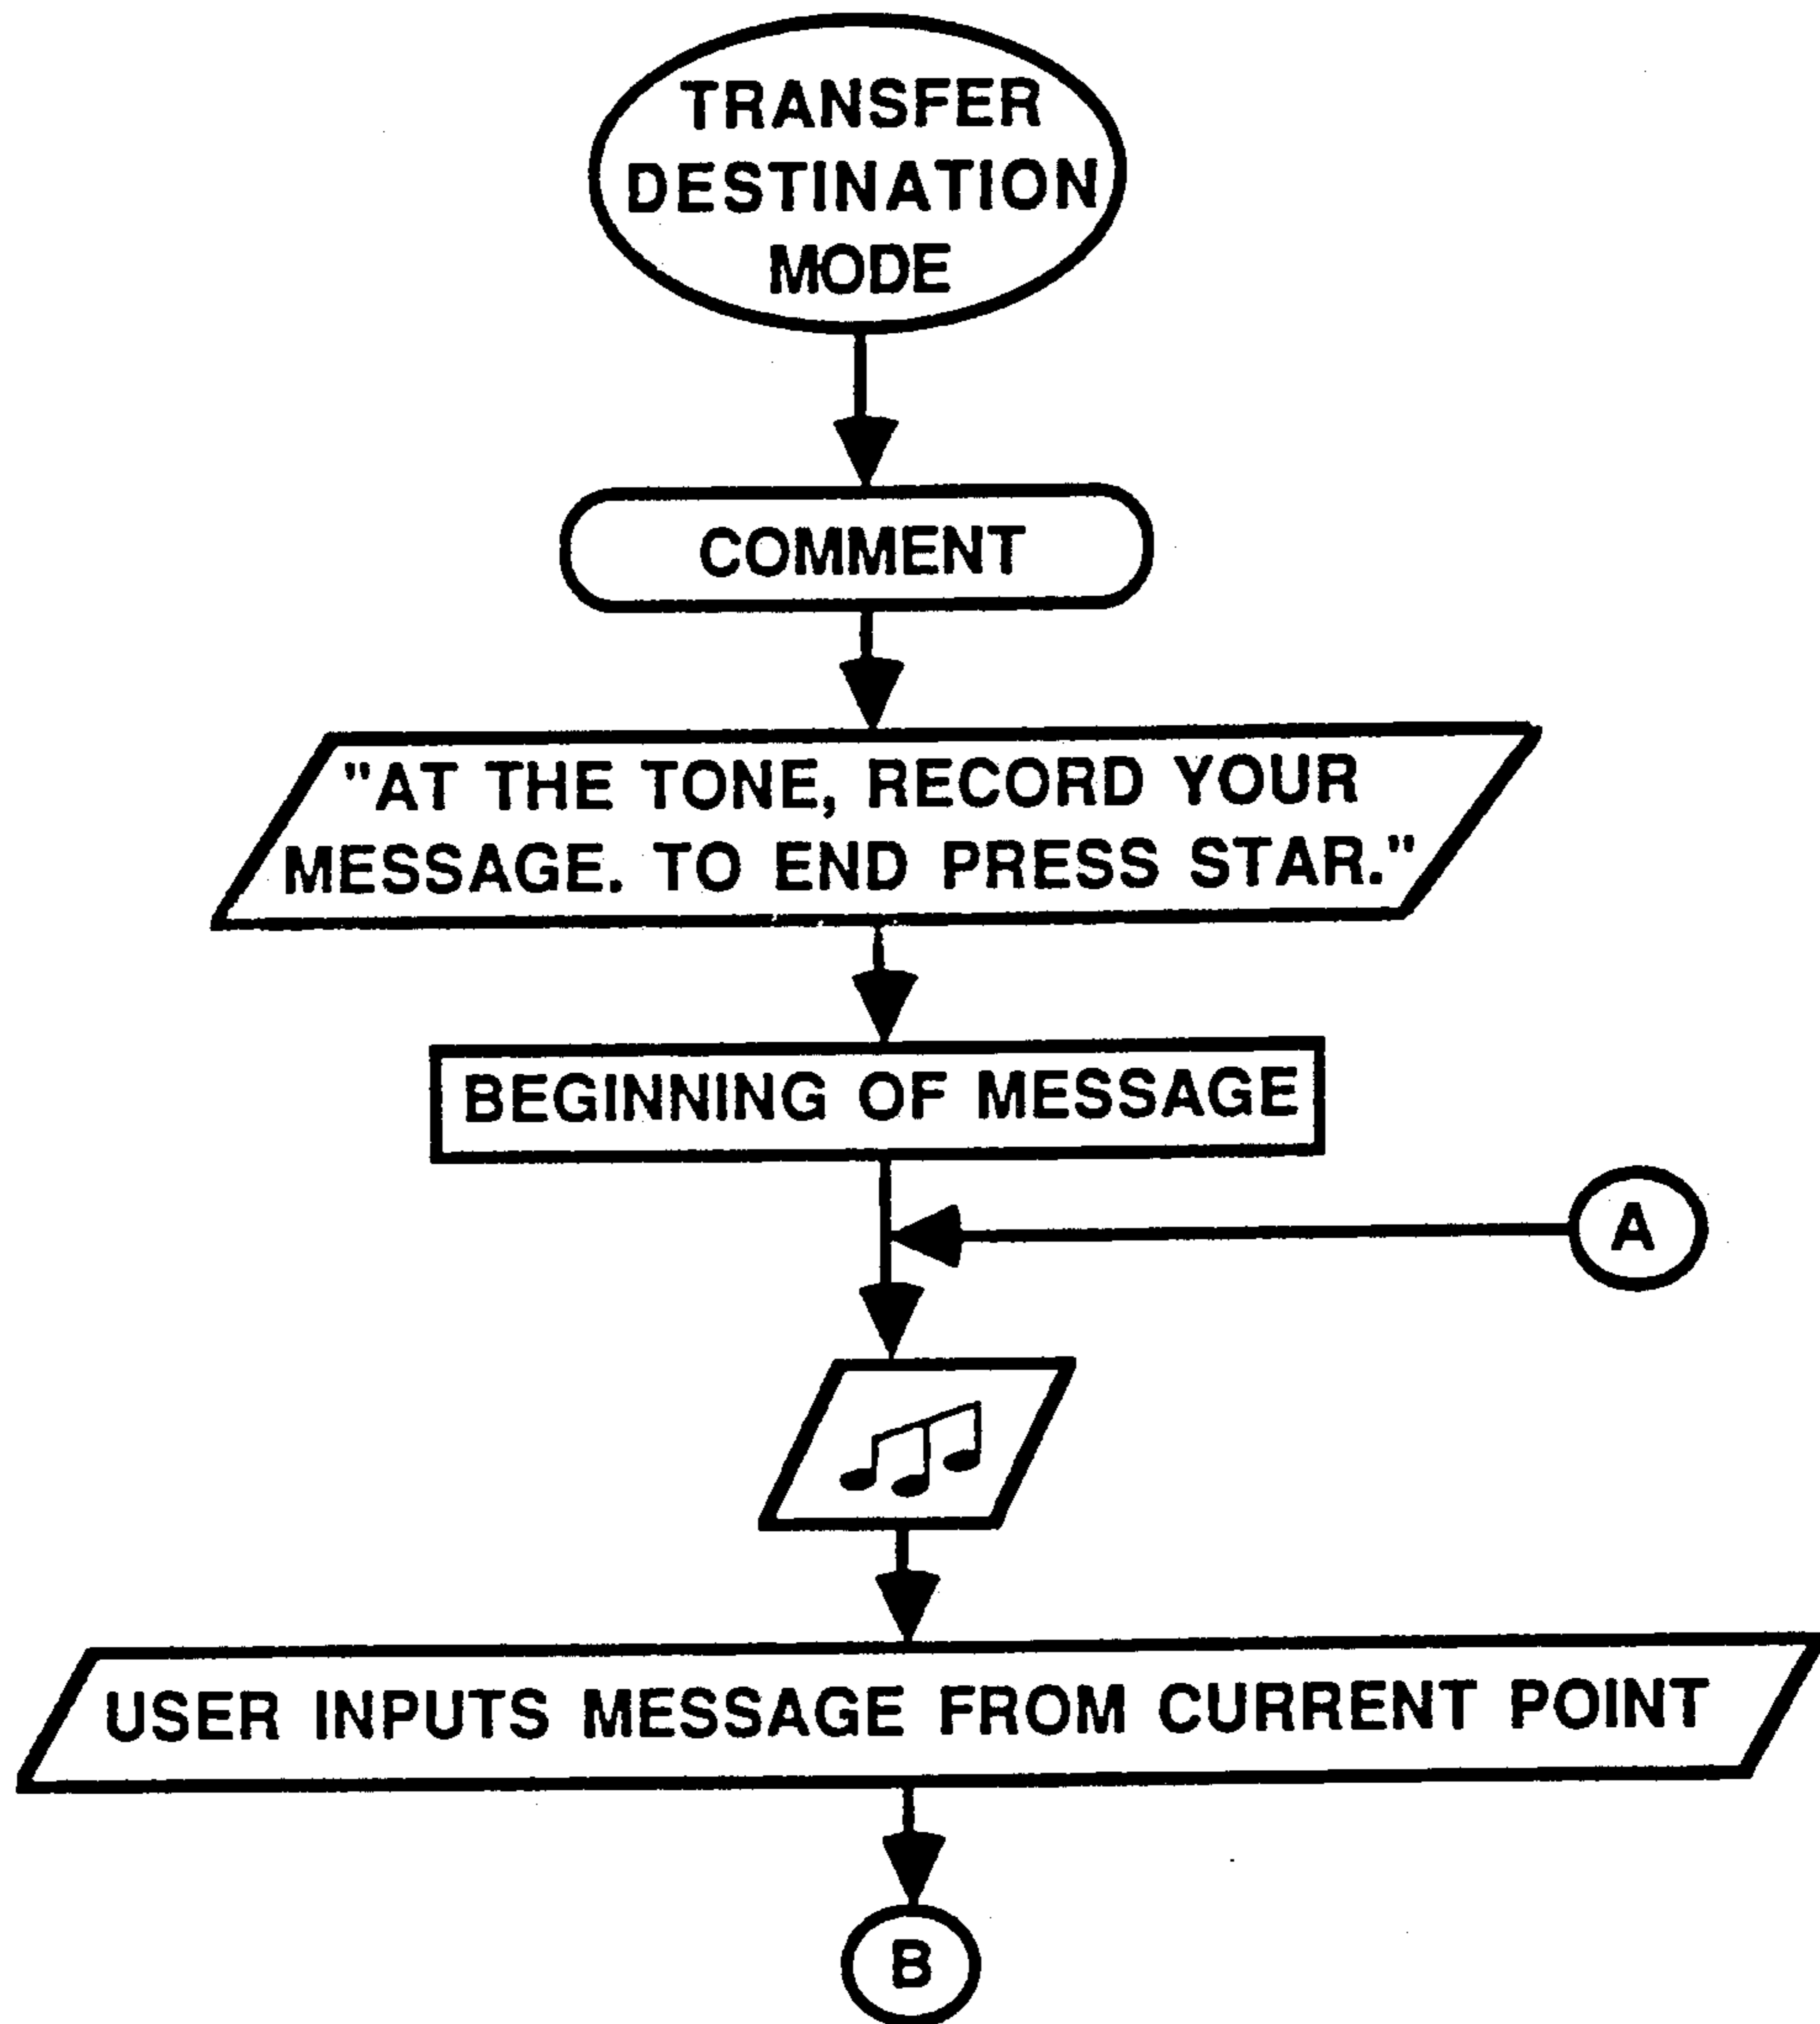 TRANSFER
DESTINATION
MODE
COMMENT
"AT THE TONE, RECORD YOUR
MESSAGE. TO END PRESS STAR."
BEGINNING OF MESSAGE
A
USER INPUTS MESSAGE FROM CURRENT POINT
B